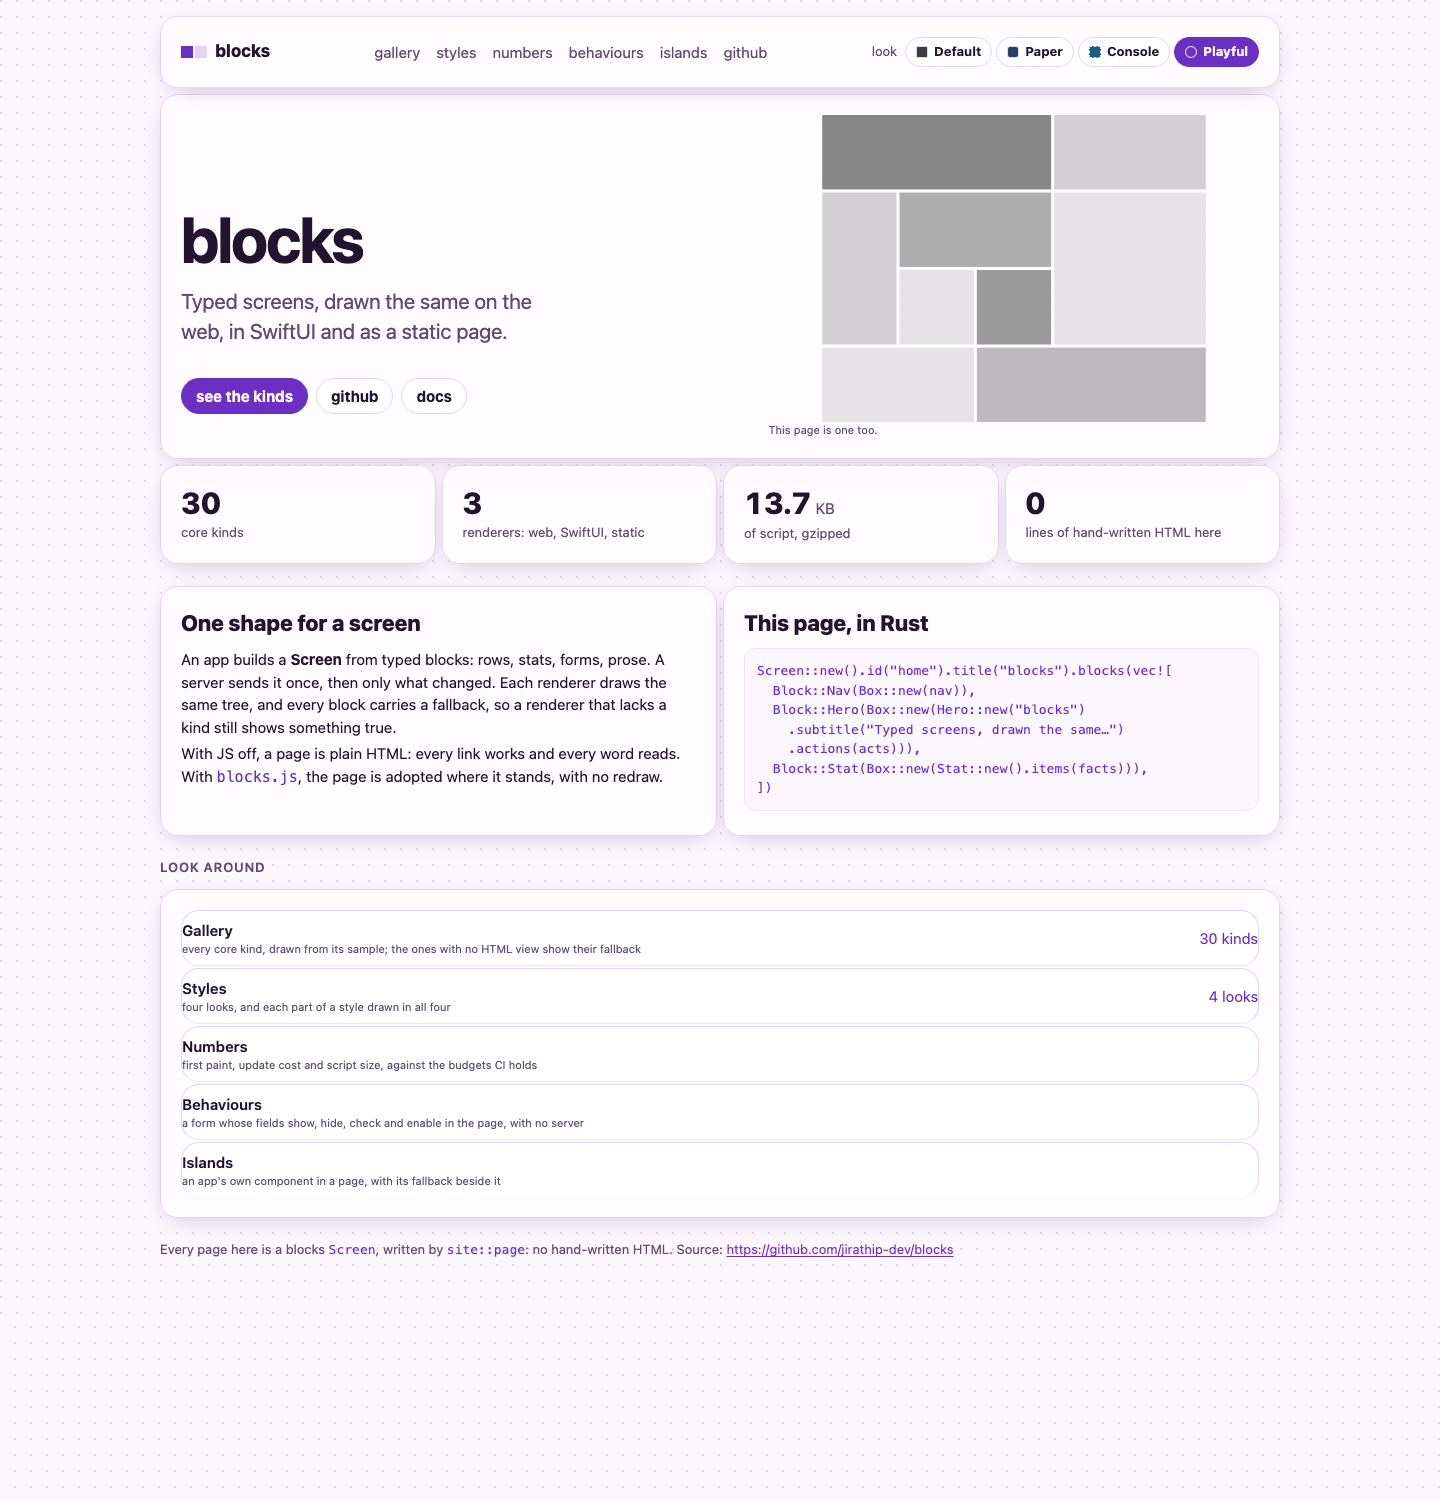 blocks
gallery styles numbers behaviours islands github
look Default Paper Console Playful
blocks
Typed screens, drawn the same on the
web, in SwiftUI and as a static page.
see the kinds github docs
This page is one too.
30
core kinds
3
renderers: web, SwiftUI, static
13.7 KB
of script, gzipped
0
lines of hand-written HTML here
One shape for a screen
An app builds a Screen from typed blocks: rows, stats, forms, prose. A
server sends it once, then only what changed. Each renderer draws the
same tree, and every block carries a fallback, so a renderer that lacks a
kind still shows something true.
With JS off, a page is plain HTML: every link works and every word reads.
With blocks.js, the page is adopted where it stands, with no redraw.
This page, in Rust
Screen::new().id("home").title("blocks").blocks(vec![
  Block::Nav(Box::new(nav)),
  Block::Hero(Box::new(Hero::new("blocks")
    .subtitle("Typed screens, drawn the same…")
    .actions(acts))),
  Block::Stat(Box::new(Stat::new().items(facts))),
])
LOOK AROUND
Gallery
every core kind, drawn from its sample; the ones with no HTML view show their fallback
30 kinds
Styles
four looks, and each part of a style drawn in all four
4 looks
Numbers
first paint, update cost and script size, against the budgets CI holds
Behaviours
a form whose fields show, hide, check and enable in the page, with no server
Islands
an app's own component in a page, with its fallback beside it
Every page here is a blocks Screen, written by site::page: no hand-written HTML. Source: https://github.com/jirathip-dev/blocks